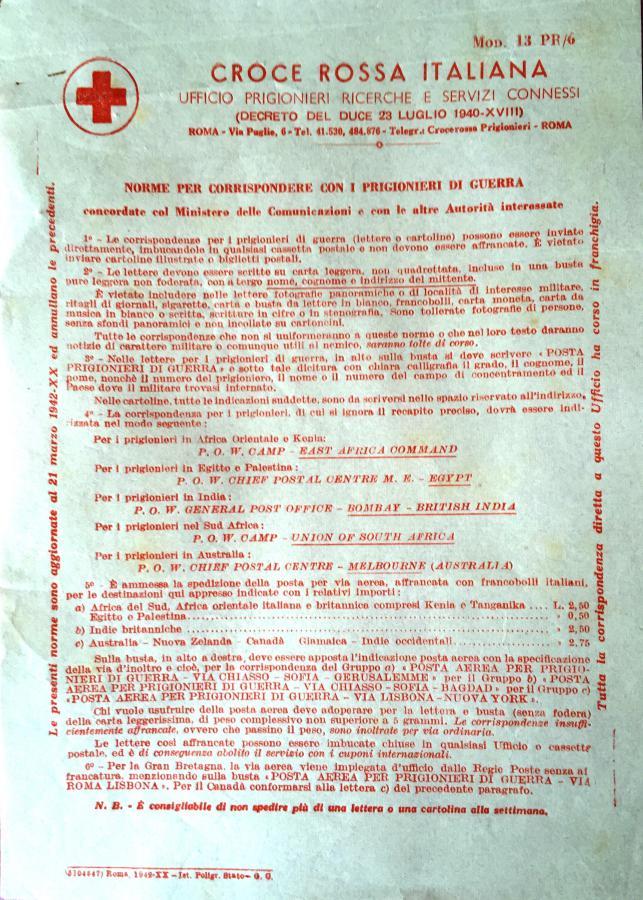 Mod. 13 PR/6
CROCE ROSSA ITALIANA
UFFICIO PRIGIONIERI RICERCHE E SERVIZI CONNESSI
(DECRETO DEL DUCE 23 LUGLIO 1940-XVIII)
ROMA - Via Puglie, 6 - Tel. 41.530, 484.876 - Telegr.: Crocerossa Prigionieri - ROMA
NORME PER CORRISPONDERE CON I PRIGIONIERI DI GUERRA
concordate col Ministero delle Comunicazioni e con le altre Autorità interessate
1° - Le corrispondenze per i prigionieri di guerra (lettere o cartoline) possono essere inviate
direttamente, imbucandole in qualsiasi cassetta postale e non devono essere affrancate. È vietato
inviare cartoline illustrate o biglietti postali.
2° - Le lettere devono essere scritte su carta leggera, non quadrettata, incluse in una busta
pure leggera non foderata, con a tergo nome, cognome e indirizzo del mittente.
È vietato includere nelle lettere fotografie panoramiche o di località di interesse militare,
ritagli di giornali, sigarette, carta e busta da lettere in bianco, francobolli, carta moneta, carta da
musica in bianco o scritta, scritture in cifre o in stenografia. Sono tollerate fotografie di persone,
senza sfondi panoramici e non incollate su cartoncini.
Tutte le corrispondenze che non si uniformeranno a queste norme o che nel loro testo daranno
notizie di carattere militare o comunque utili al nemico, saranno tolte di corso.
3° - Nelle lettere per i prigionieri di guerra, in alto sulla busta si deve scrivere « POSTA
PRIGIONIERI DI GUERRA » e sotto tale dicitura con chiara calligrafia il grado, il cognome, il
nome, nonchè il numero del prigioniero, il nome o il numero del campo di concentramento ed il
Paese dove il militare trovasi internato.
Nelle cartoline, tutte le indicazioni suddette, sono da scriversi nello spazio riservato all'indirizzo.
4° - La corrispondenza per i prigionieri, di cui si ignora il recapito preciso, dovrà essere indi-
rizzata nel modo seguente:
Per i prigionieri in Africa Orientale e Kenia:
P. O. W. CAMP - EAST AFRICA COMMAND
Per i prigionieri in Egitto e Palestina:
P. O. W. CHIEF POSTAL CENTRE M. E. - EGYPT
Per i prigionieri in India:
P. O. W. GENERAL POST OFFICE - BOMBAY - BRITISH INDIA
Per i prigionieri nel Sud Africa:
P. O. W. CAMP - UNION OF SOUTH AFRICA
Per i prigionieri in Australia:
P. O. W. CHIEF POSTAL CENTRE - MELBOURNE (AUSTRALIA)
5° - È ammessa la spedizione della posta per via aerea, affrancata con francobolli italiani,
per le destinazioni qui appresso indicate con i relativi importi:
a) Africa del Sud, Africa orientale italiana e britannica compresi Kenia e Tanganika .... L. 2,50
Egitto e Palestina.................... » 0,50
b) Indie britanniche .................... » 2,50
c) Australia - Nuova Zelanda - Canadà Giamaica - Indie occidentali.................... » 2,75
Sulla busta, in alto a destra, deve essere apposta l'indicazione posta aerea con la specificazione
della via d'inoltro e cioè, per la corrispondenza del Gruppo a) « POSTA AEREA PER PRIGIO-
NIERI DI GUERRA - VIA CHIASSO - SOFIA - GERUSALEMME » per il Gruppo b) « POSTA
AEREA PER PRIGIONIERI DI GUERRA - VIA CHIASSO - SOFIA - BAGDAD » per il Gruppo c)
«POSTA AEREA PER PRIGIONIERI DI GUERRA - VIA LISBONA - NUOVA YORK ».
Chi vuole usufruire della posta aerea deve adoperare per la lettera e busta (senza fodera)
della carta leggerissima, di peso complessivo non superiore a 5 grammi. Le corrispondenze insuffi-
cientemente affrancate, ovvero che passino il peso, sono inoltrate per via ordinaria.
Le lettere così affrancate possono essere imbucate chiuse in qualsiasi Ufficio o cassetta
postale, ed è di conseguenza abolito il servizio con i cuponi internazionali.
6° - Per la Gran Bretagna, la via aerea viene impiegata d'ufficio dalle Regie Poste senza af-
francatura, menzionando sulla busta «POSTA AEREA PER PRIGIONIERI DI GUERRA - VIA
ROMA LISBONA ». Per il Canadà conformarsi alla lettera c) del precedente paragrafo.
N. B. - È consigliabile di non spedire più di una lettera o una cartolina alla settimana.
(5104647) Roma, 1942-XX - Ist. Poligr. Stato - G. C.
Le presenti norme sono aggiornate al 21 marzo 1942-XX ed annullano le precedenti.
Tutta la corrispondenza diretta a questo Ufficio ha corso in franchigia.